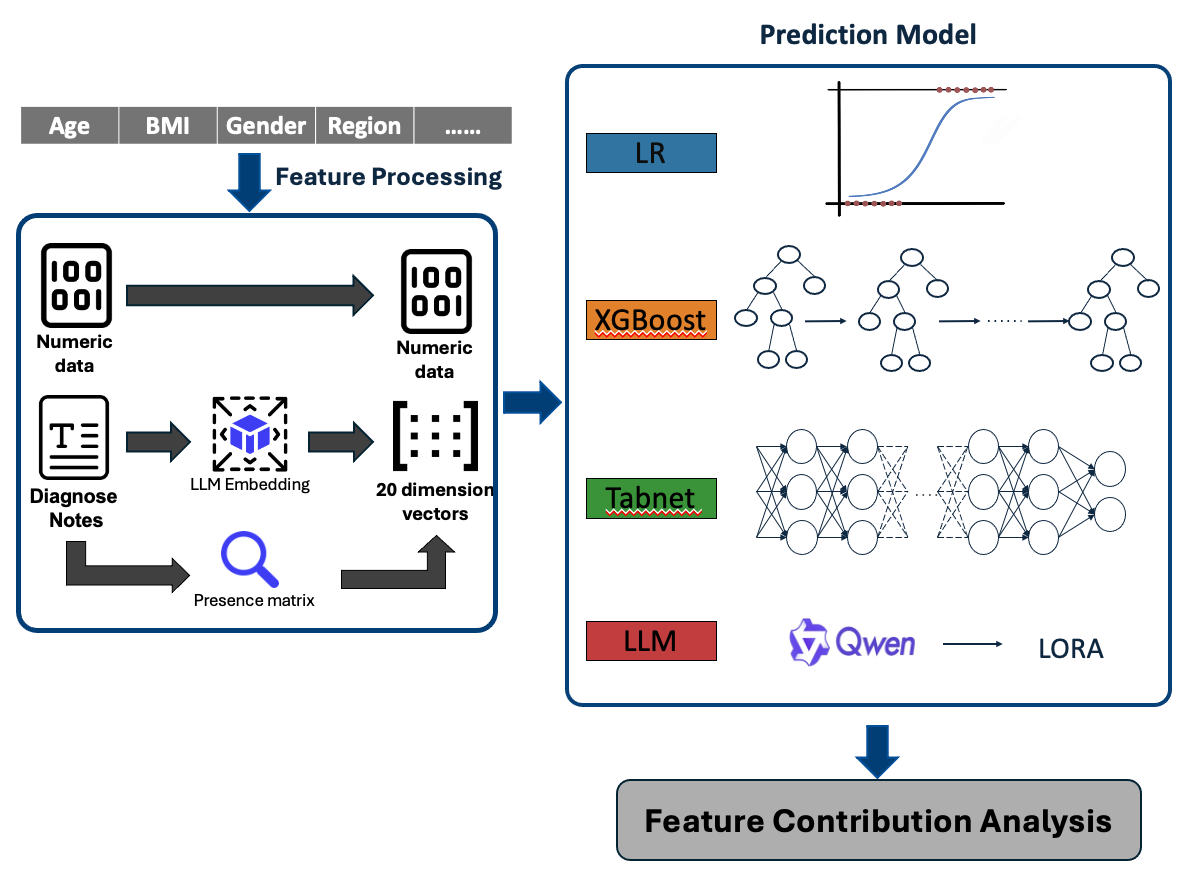 Prediction Model
Age BMI Gender Region ......
Feature Processing
100
001
Numeric
data
100
001
Numeric
data
T
Diagnose
Notes
LLM Embedding
20 dimension
vectors
Presence matrix
LR
XGBoost
......
Tabnet
....
LLM
Qwen
LORA
Feature Contribution Analysis